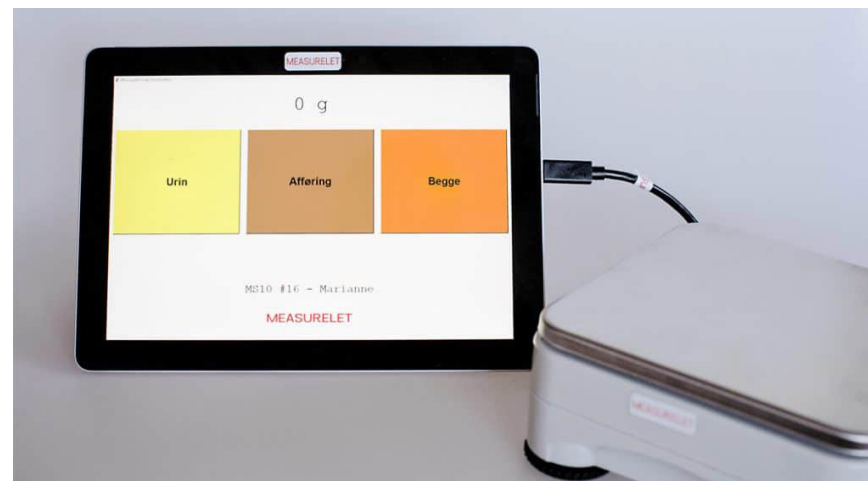 MEASURELET
0 g
Urin
Afføring
Begge
MS10 #16 - Marianne
MEASURELET
MEASURELET